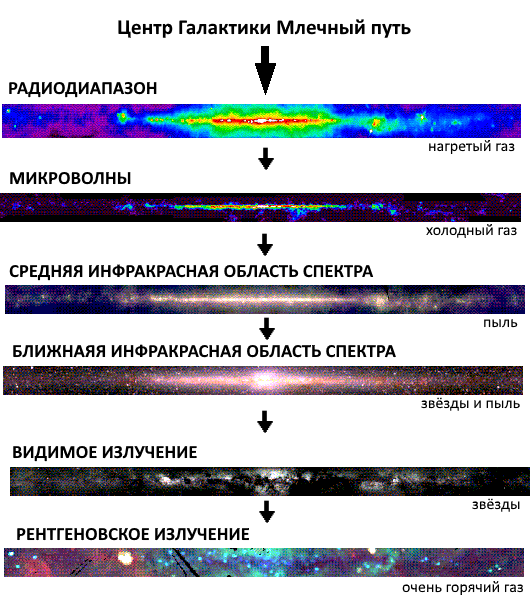 Центр Галактики Млечный путь
РАДИОДИАПАЗОН
нагретый газ
МИКРОВОЛНЫ
холодный газ
СРЕДНЯЯ ИНФРАКРАСНАЯ ОБЛАСТЬ СПЕКТРА
пыль
БЛИЖНАЯЯ ИНФРАКРАСНАЯ ОБЛАСТЬ СПЕКТРА
звёзды и пыль
ВИДИМОЕ ИЗЛУЧЕНИЕ
звёзды
РЕНТГЕНОВСКОЕ ИЗЛУЧЕНИЕ
очень горячий газ